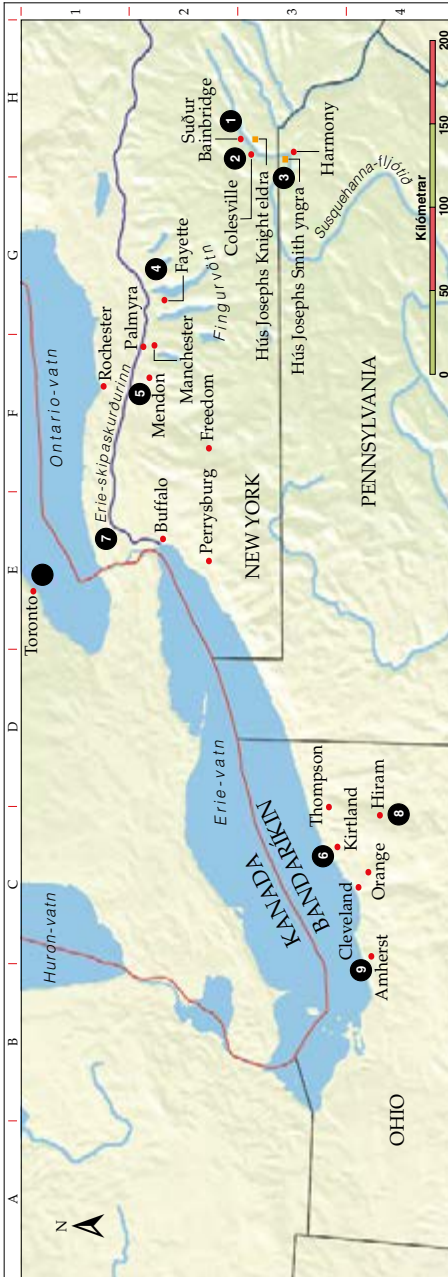 A
B
C
D
E
F
G
H
1
2
3
4
N
Huron-vatn
Ontario-vatn
Toronto
7
Erie-skipaskurðurinn
Rochester
Palmyra
5
Mendon
Manchester
4
Fayette
Fingurvötn
Buffalo
Perrysburg
Freedom
NEW YORK
1
Suður
Bainbridge
2
Colesville
Hús Josephs Knight eldra
3
Hús Josephs Smith yngra
Harmony
Susquehanna-fljótið
PENNSYLVANIA
Erie-vatn
KANADA
BANDARÍKIN
Thompson
6
Kirtland
Hiram
8
Cleveland
Orange
9
Amherst
OHIO
Kílómetrar
0
50
100
150
200